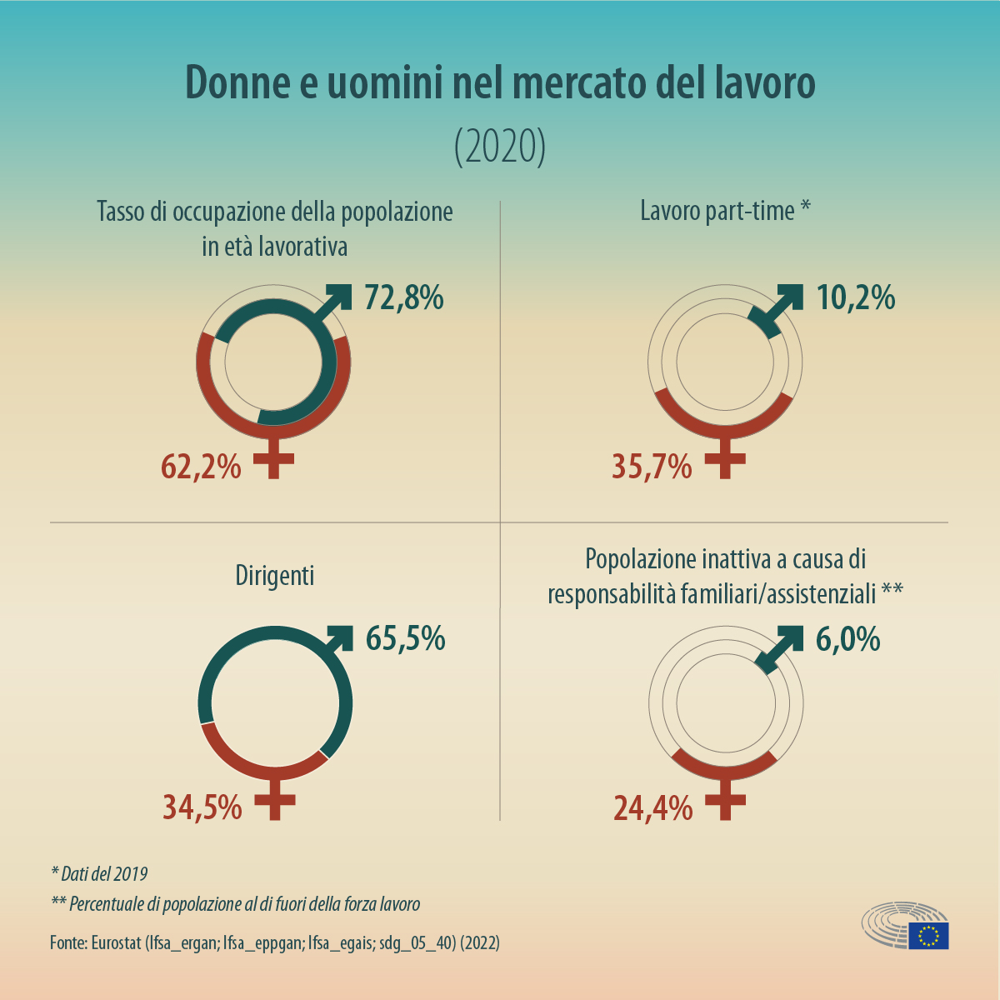 Donne e uomini nel mercato del lavoro
(2020)
Tasso di occupazione della popolazione
in età lavorativa
72,8%
62,2%
Lavoro part-time *
10,2%
35,7%
Dirigenti
65,5%
34,5%
Popolazione inattiva a causa di
responsabilità familiari/assistenziali **
6,0%
24,4%
* Dati del 2019
** Percentuale di popolazione al di fuori della forza lavoro
Fonte: Eurostat (lfsa_ergan; lfsa_eppgan; lfsa_egais; sdg_05_40) (2022)